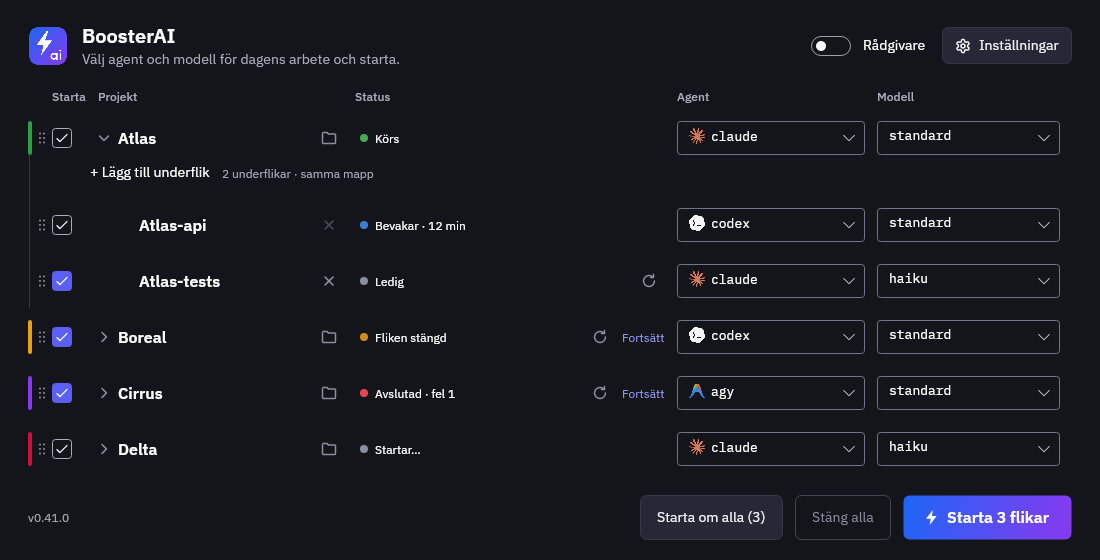 ai
BoosterAI
Välj agent och modell för dagens arbete och starta.
Rådgivare
Inställningar
Starta Projekt Status Agent Modell
Atlas Körs claude standard
+ Lägg till underflik 2 underflikar · samma mapp
Atlas-api Bevakar · 12 min codex standard
Atlas-tests Ledig claude haiku
Boreal Fliken stängd Fortsätt codex standard
Cirrus Avslutad · fel 1 Fortsätt agy standard
Delta Startar... claude haiku
v0.41.0 Starta om alla (3) Stäng alla Starta 3 flikar